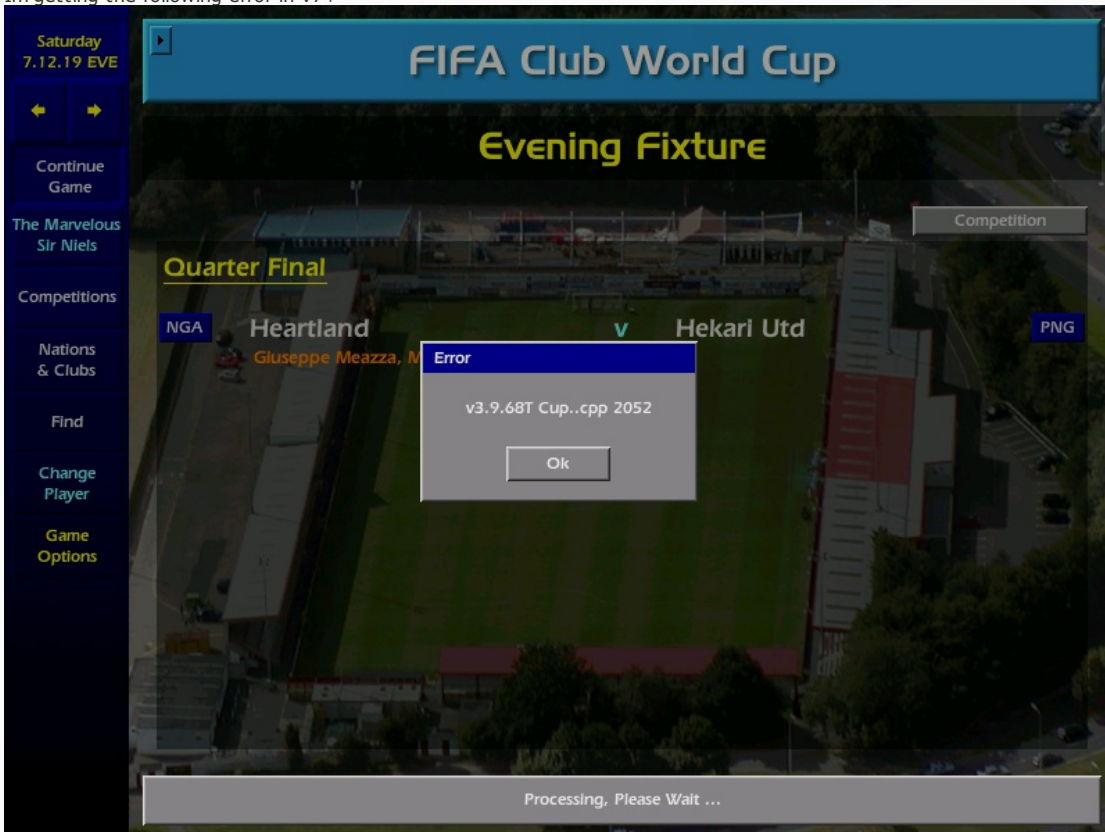 Im getting the following error in V7:
Saturday
7.12.19 EVE
FIFA Club World Cup
Evening Fixture
Continue
Game
The Marvelous
Sir Niels
Competition
Quarter Final
Competitions
NGA Heartland v Hekari Utd PNG
Giuseppe Meazza, M
Error
v3.9.68T Cup..cpp 2052
Ok
Nations
& Clubs
Find
Change
Player
Game
Options
Processing, Please Wait ...